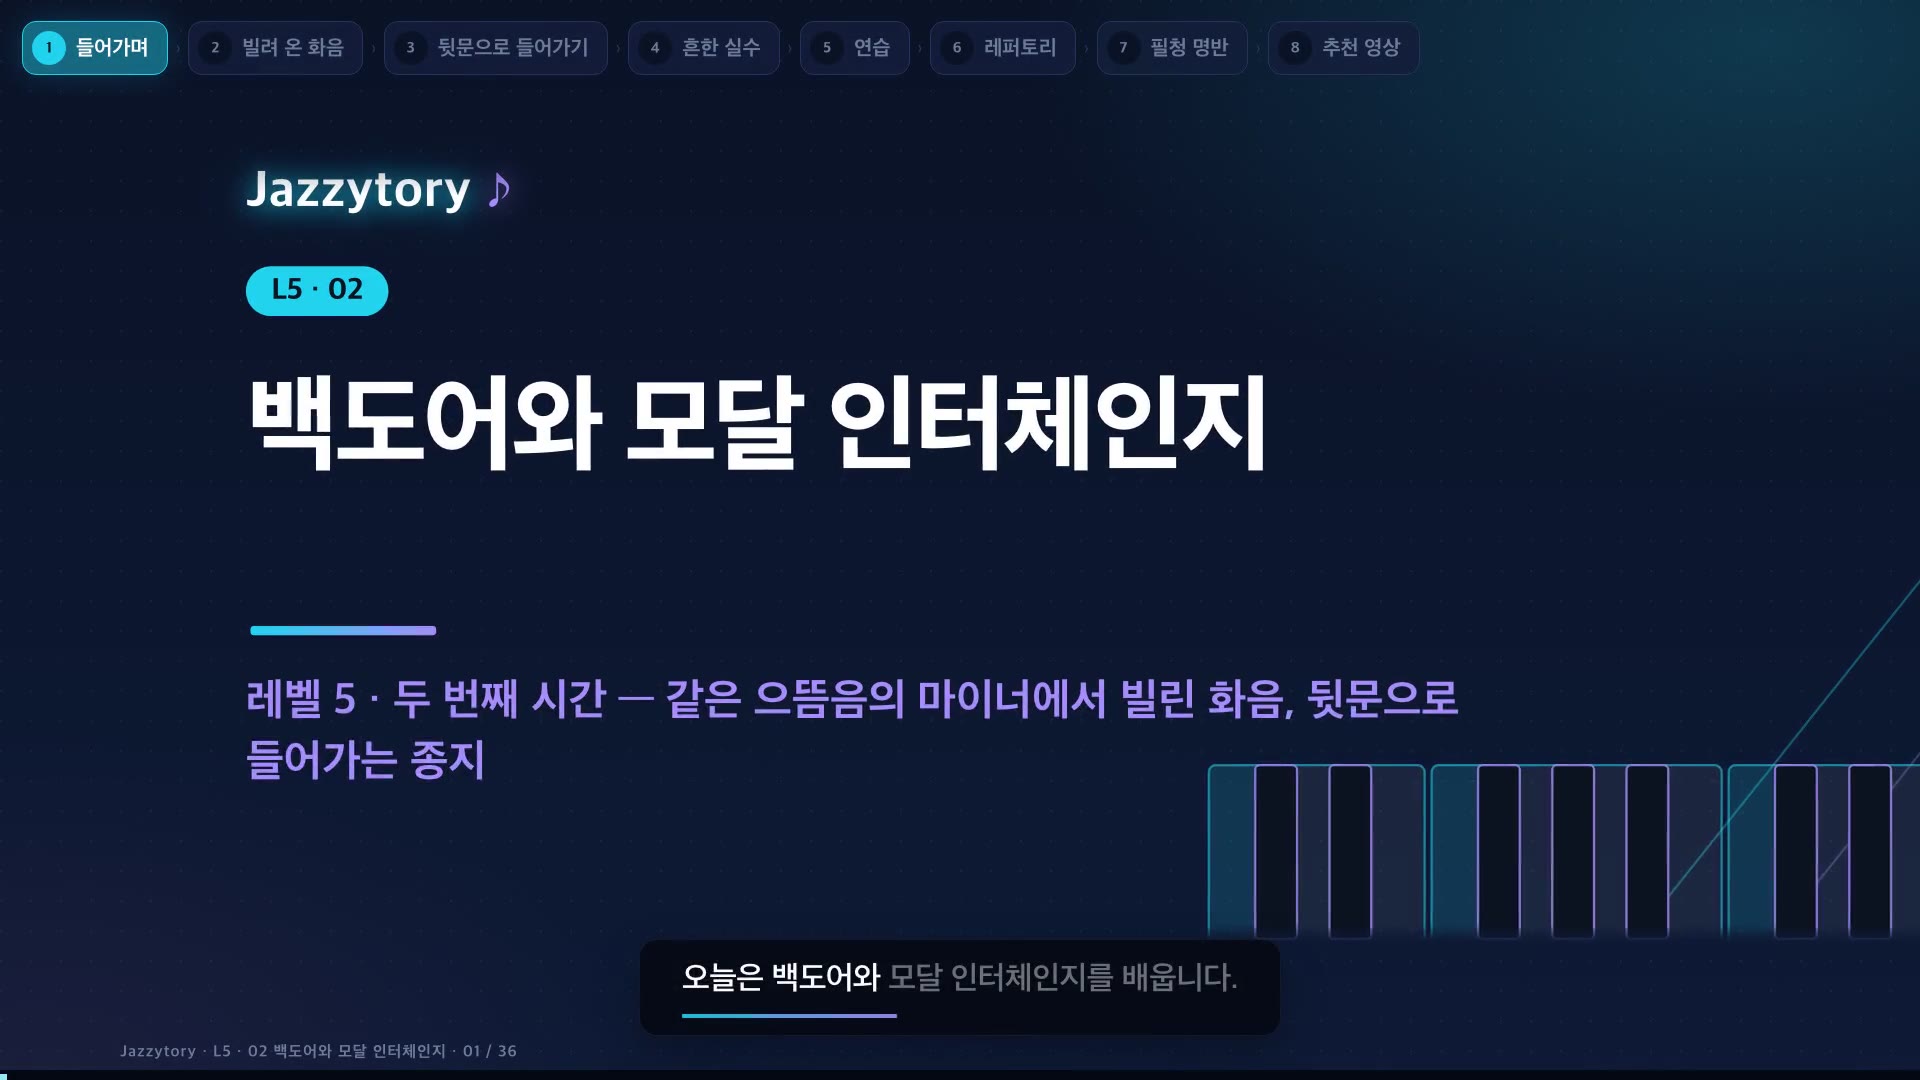 1 들어가며 › 2 빌려 온 화음 › 3 뒷문으로 들어가기 › 4 흔한 실수 › 5 연습 › 6 레퍼토리 › 7 필청 명반 › 8 추천 영상
Jazzytory ♪
L5 · 02
백도어와 모달 인터체인지
레벨 5 · 두 번째 시간 — 같은 으뜸음의 마이너에서 빌린 화음, 뒷문으로
들어가는 종지
오늘은 백도어와 모달 인터체인지를 배웁니다.
Jazzytory · L5 · 02 백도어와 모달 인터체인지 · 01 / 36